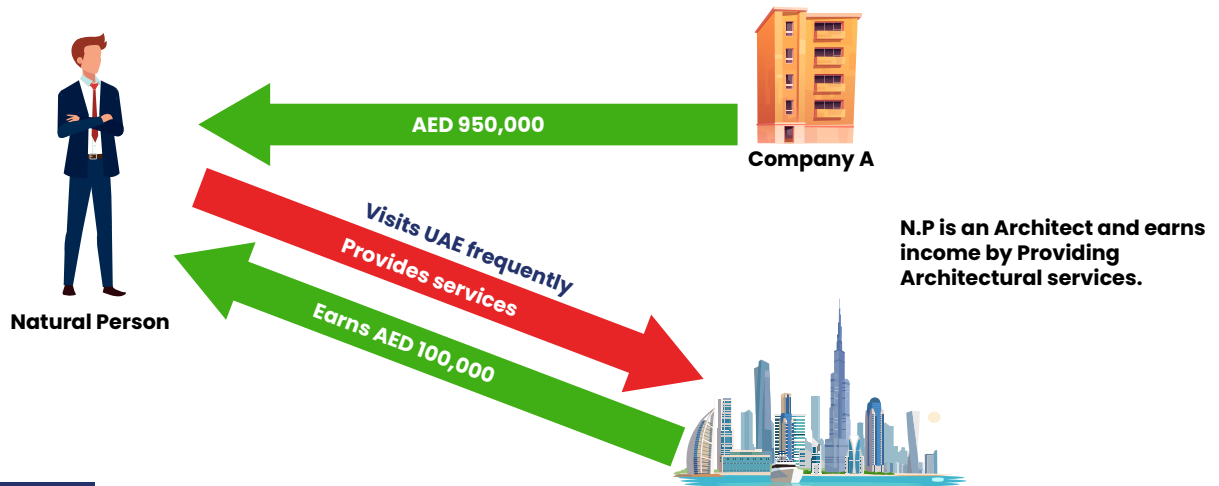 AED 950,000
Company A
Visits UAE frequently
Provides services
Earns AED 100,000
Natural Person
N.P is an Architect and earns
income by Providing
Architectural services.